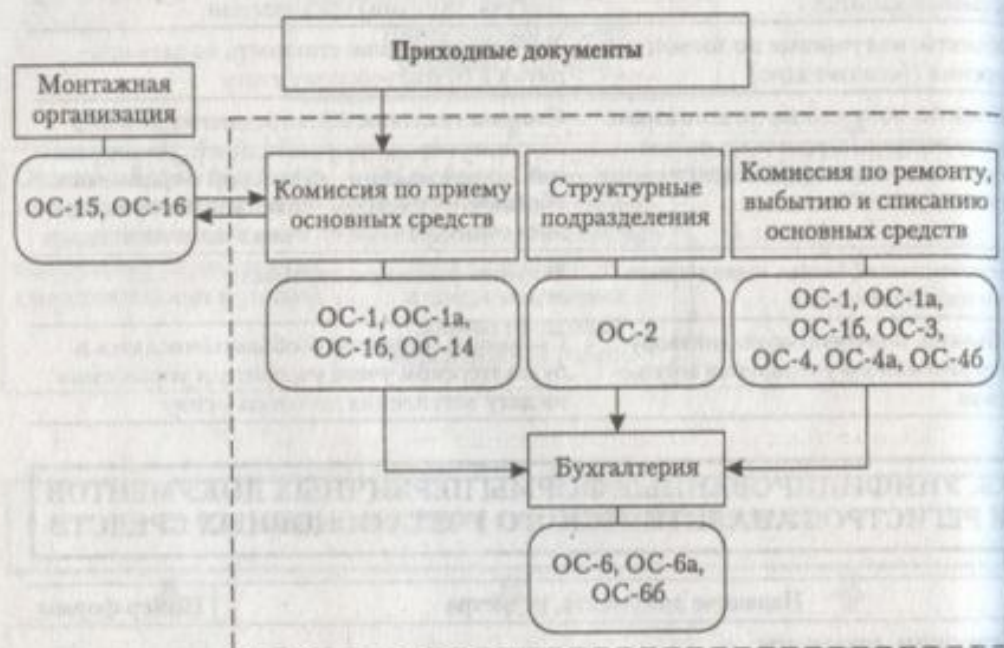 Приходные документы
Монтажная
организация
ОС-15, ОС-16
Комиссия по приему
основных средств
Структурные
подразделения
Комиссия по ремонту,
выбытию и списанию
основных средств
ОС-1, ОС-1а,
ОС-1б, ОС-14
ОС-2
ОС-1, ОС-1а,
ОС-1б, ОС-3,
ОС-4, ОС-4а, ОС-4б
Бухгалтерия
ОС-6, ОС-6а,
ОС-6б